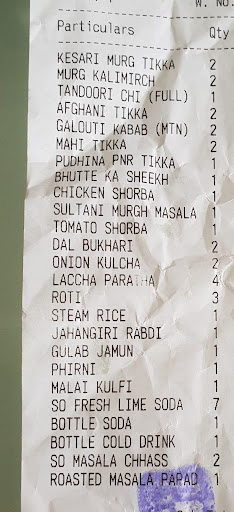 W. No.
Particulars Qty
KESARI MURG TIKKA 2
MURG KALIMIRCH 2
TANDOORI CHI (FULL) 1
AFGHANI TIKKA 2
GALOUTI KABAB (MTN) 2
MAHI TIKKA 2
PUDHINA PNR TIKKA 1
BHUTTE KA SHEEKH 1
CHICKEN SHORBA 1
SULTANI MURGH MASALA 1
TOMATO SHORBA 1
DAL BUKHARI 2
ONION KULCHA 2
LACCHA PARATHA 4
ROTI 3
STEAM RICE 1
JAHANGIRI RABDI 1
GULAB JAMUN 1
PHIRNI 1
MALAI KULFI 1
SO FRESH LIME SODA 7
BOTTLE SODA 1
BOTTLE COLD DRINK 1
SO MASALA CHHASS 2
ROASTED MASALA PAPAD 1